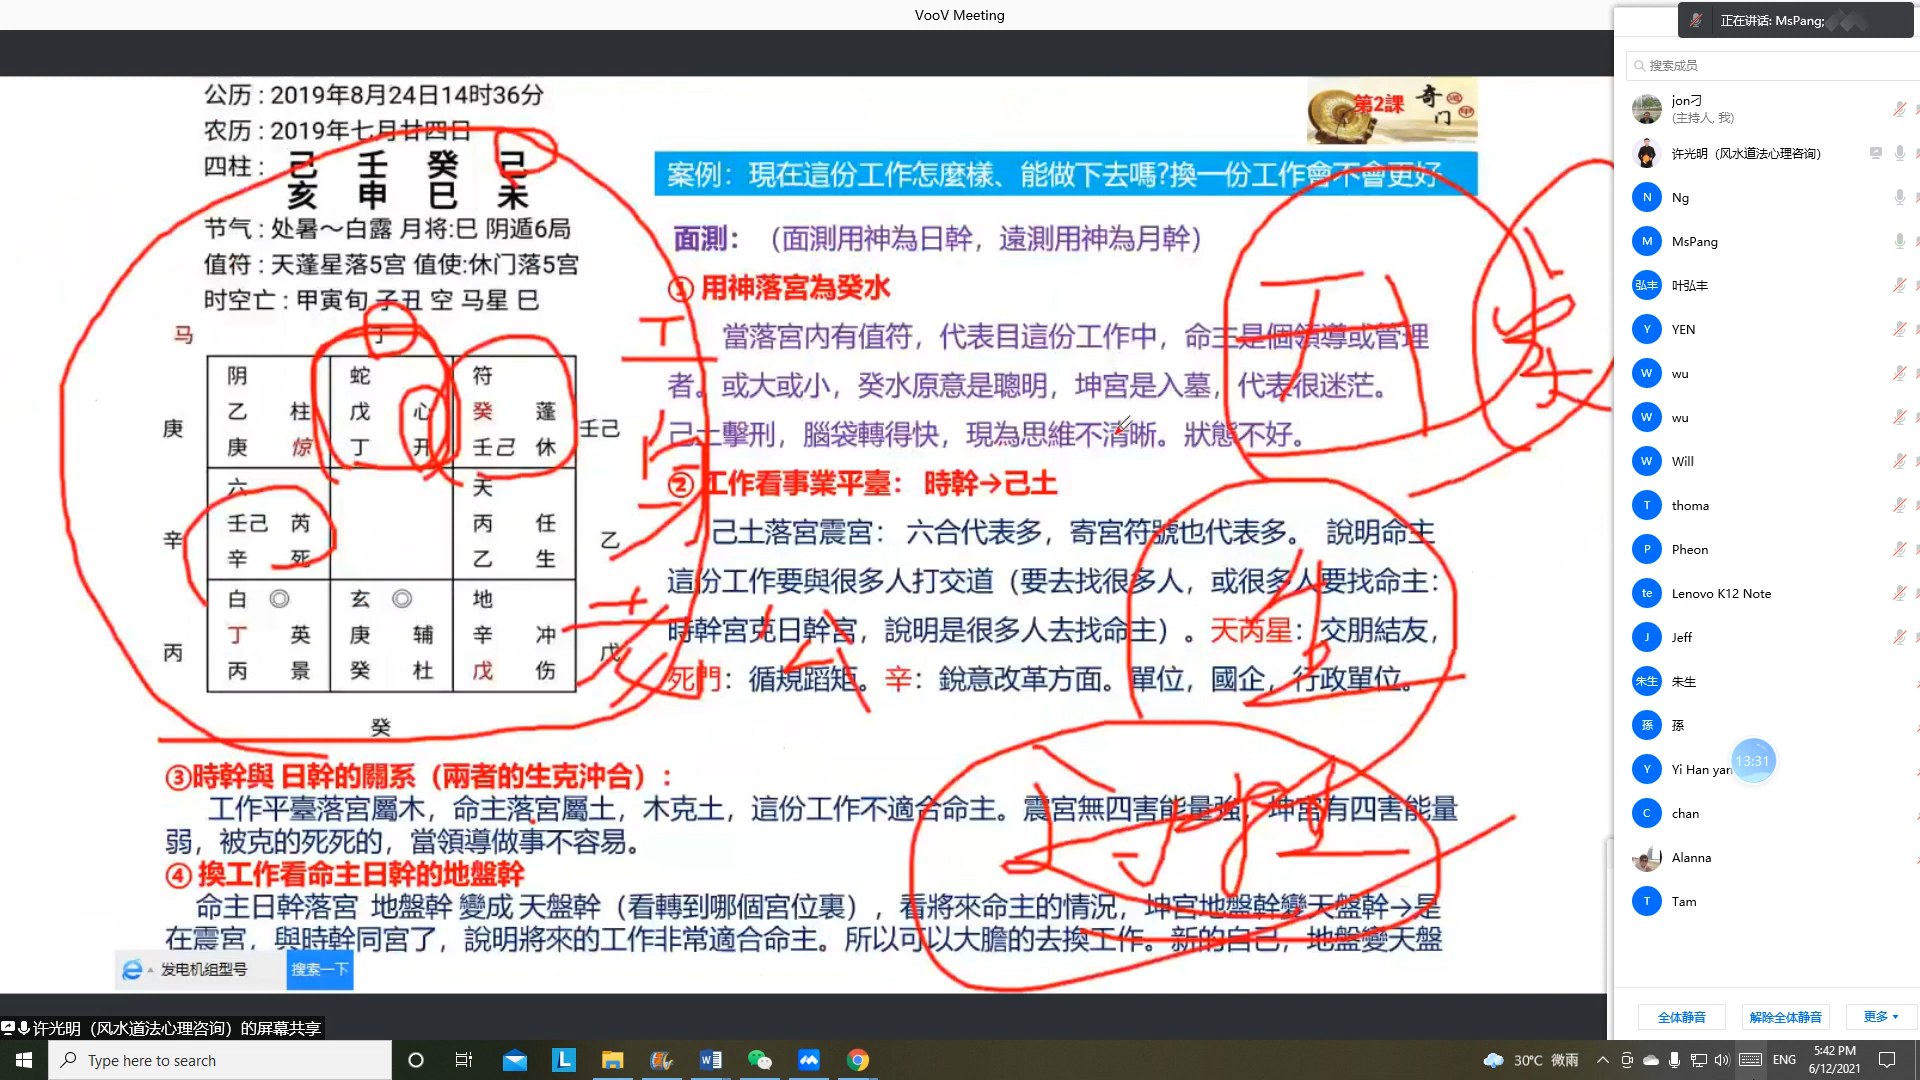 VooV Meeting
正在讲话: MsPang;
搜索成员
公历 : 2019年8月24日14时36分
农历 : 2019年七月廿四日
四柱 : 己 壬 癸 己
亥 申 巳 未
节气 : 处暑～白露 月将:巳 阴遁6局
值符 : 天蓬星落5宫 值使:休门落5宫
时空亡 : 甲寅旬 子丑 空 马星 巳
马 丁
阴 蛇 符
乙 柱 戊 心 癸 蓬
庚 壬己
庚 惊 丁 开 壬己 休
六 天
壬己 芮 丙 任
辛 乙
辛 死 乙 生
白 ◎ 玄 ◎ 地
丁 英 庚 辅 辛 冲
丙 戊
丙 景 癸 杜 戊 伤
癸
第2課 奇门
案例：現在這份工作怎麼樣、能做下去嗎?換一份工作會不會更好
面測：（面測用神為日幹，遠測用神為月幹）
① 用神落宮為癸水
當落宮內有值符，代表目這份工作中，命主是個領導或管理
者。或大或小，癸水原意是聰明，坤宮是入墓，代表很迷茫。
己土擊刑，腦袋轉得快，現為思維不清晰。狀態不好。
② 工作看事業平臺： 時幹→己土
己土落宮震宮：六合代表多，寄宮符號也代表多。 說明命主
這份工作要與很多人打交道（要去找很多人，或很多人要找命主：
時幹宮克日幹宮，說明是很多人去找命主）。天芮星：交朋結友，
死門：循規蹈矩。辛：銳意改革方面。單位，國企，行政單位。
③時幹與 日幹的關系（兩者的生克沖合）：
工作平臺落宮屬木，命主落宮屬土，木克土，這份工作不適合命主。震宮無四害能量強，坤宮有四害能量
弱，被克的死死的，當領導做事不容易。
④ 換工作看命主日幹的地盤幹
命主日幹落宮 地盤幹 變成 天盤幹（看轉到哪個宮位裏），看將來命主的情況，坤宮地盤幹變天盤幹→是
在震宮，與時幹同宮了，說明將來的工作非常適合命主。所以可以大膽的去換工作。新的自己，地盤變天盤
发电机组型号 搜索一下
许光明（风水道法心理咨询）的屏幕共享
jon刁
(主持人, 我)
许光明（风水道法心理咨询）
N Ng
M MsPang
弘丰 叶弘丰
Y YEN
W wu
W wu
W Will
T thoma
P Pheon
te Lenovo K12 Note
J Jeff
朱生 朱生
孫 孫
Y Yi Han yan
13:31
C chan
Alanna
T Tam
全体静音 解除全体静音 更多
Type here to search
30°C 微雨
ENG
5:42 PM
6/12/2021